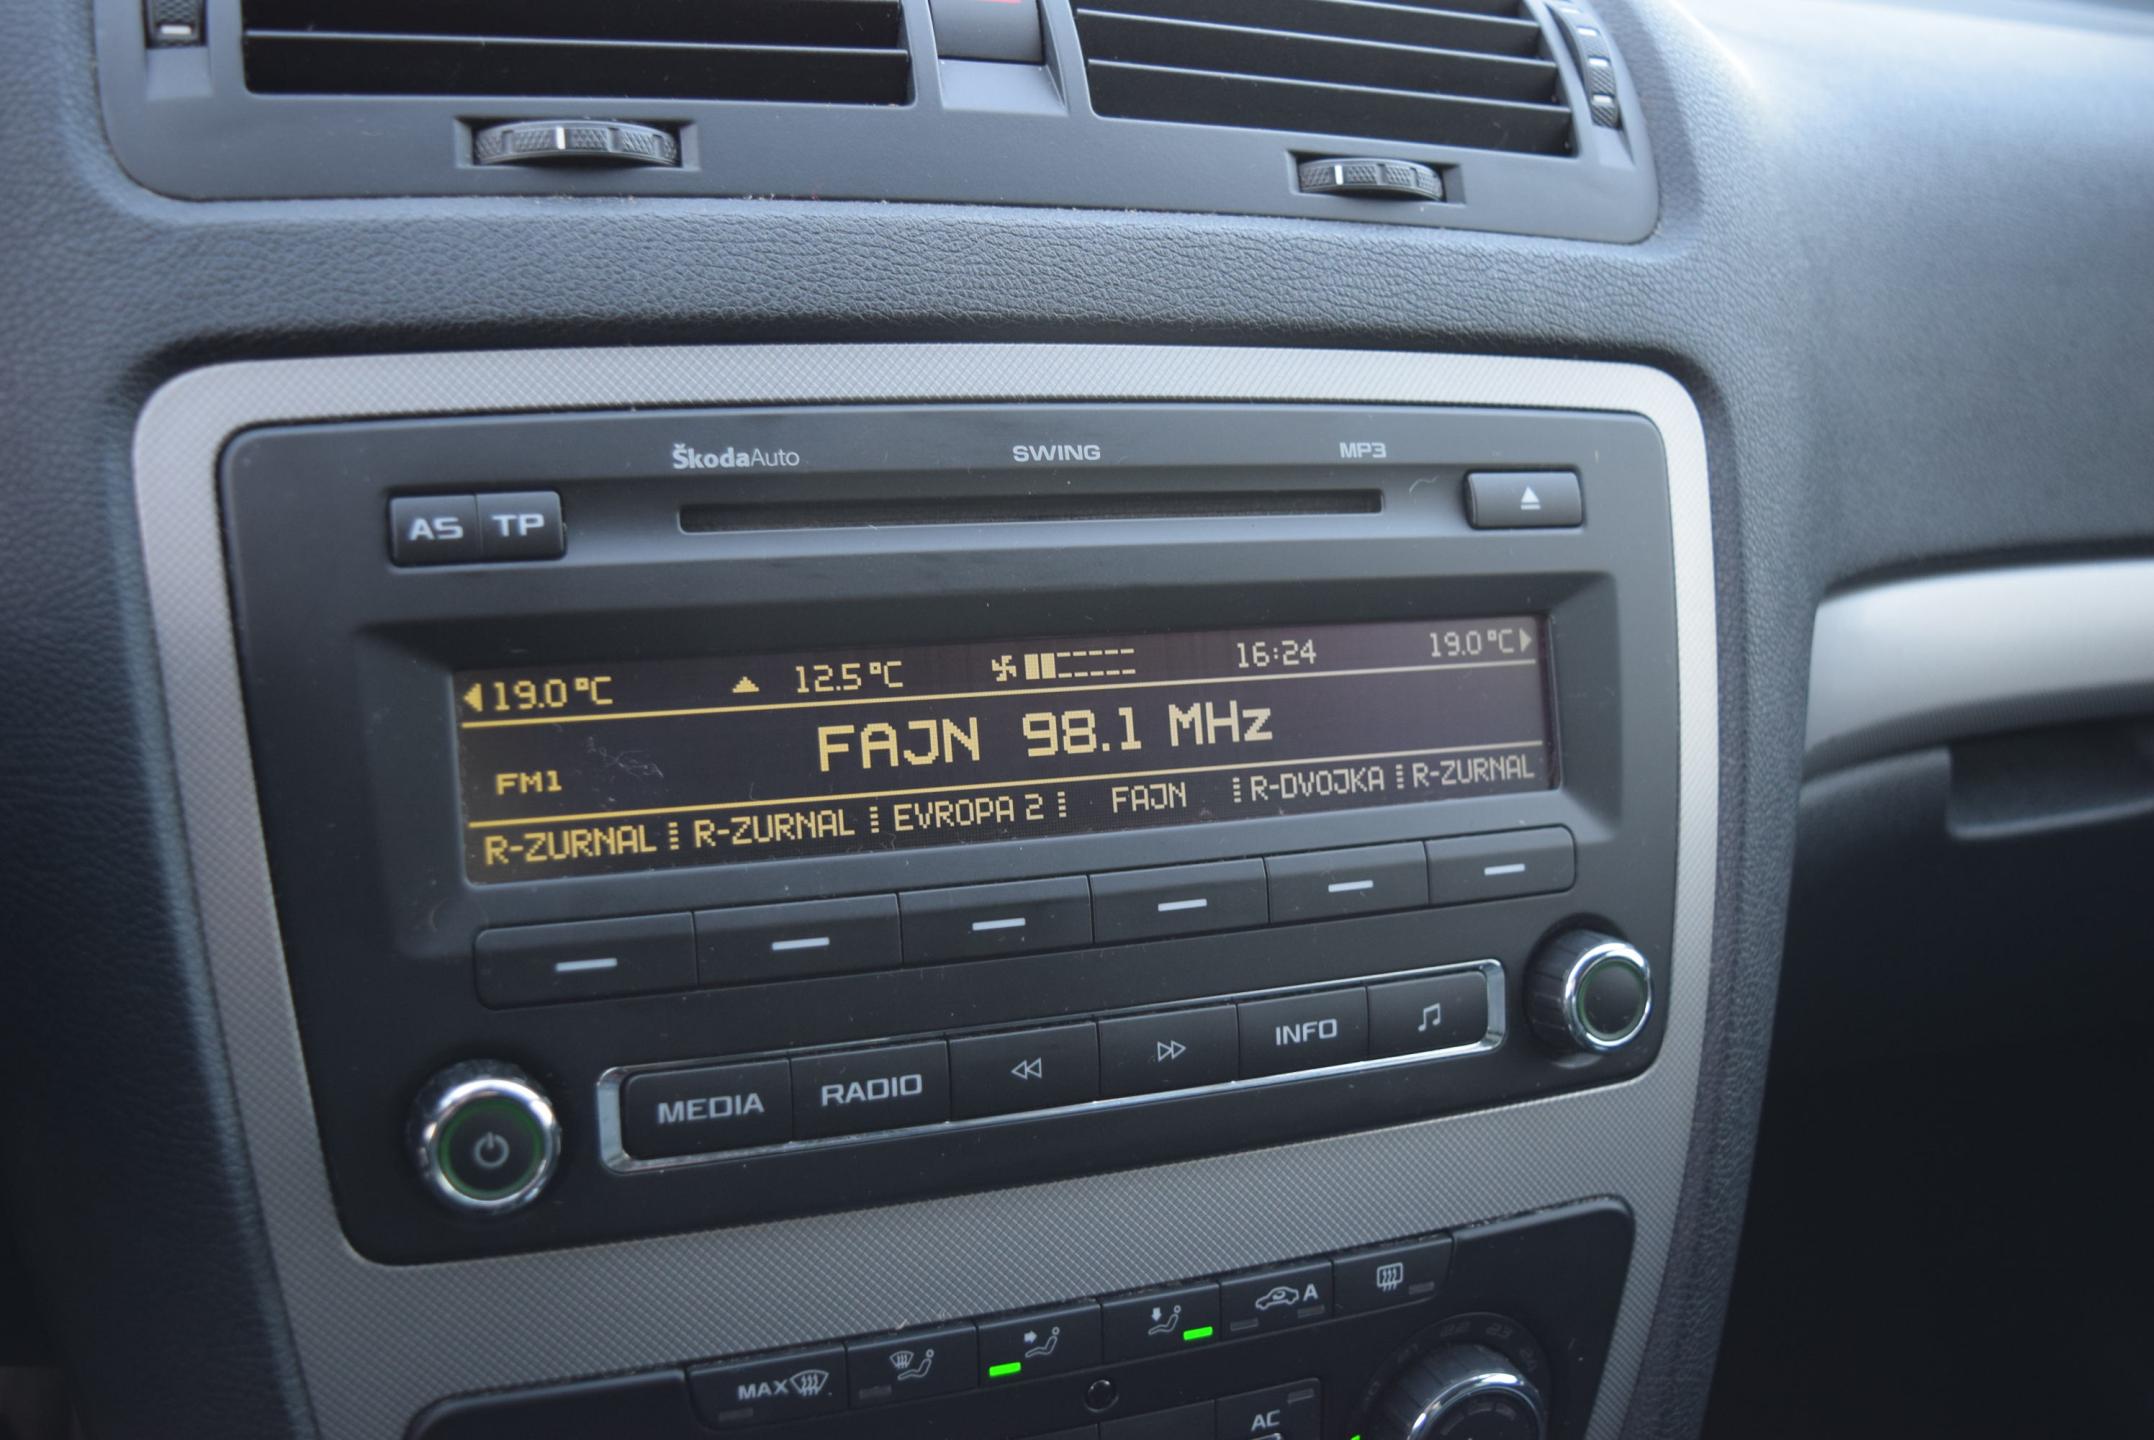 ŠkodaAuto SWING MP3
AS TP
19.0°C 12.5°C 16:24 19.0°C
FAJN 98.1 MHz
FM1
R-ZURNAL R-ZURNAL EVROPA 2 FAJN R-DVOJKA R-ZURNAL
MEDIA RADIO INFO
A
MAX
AC